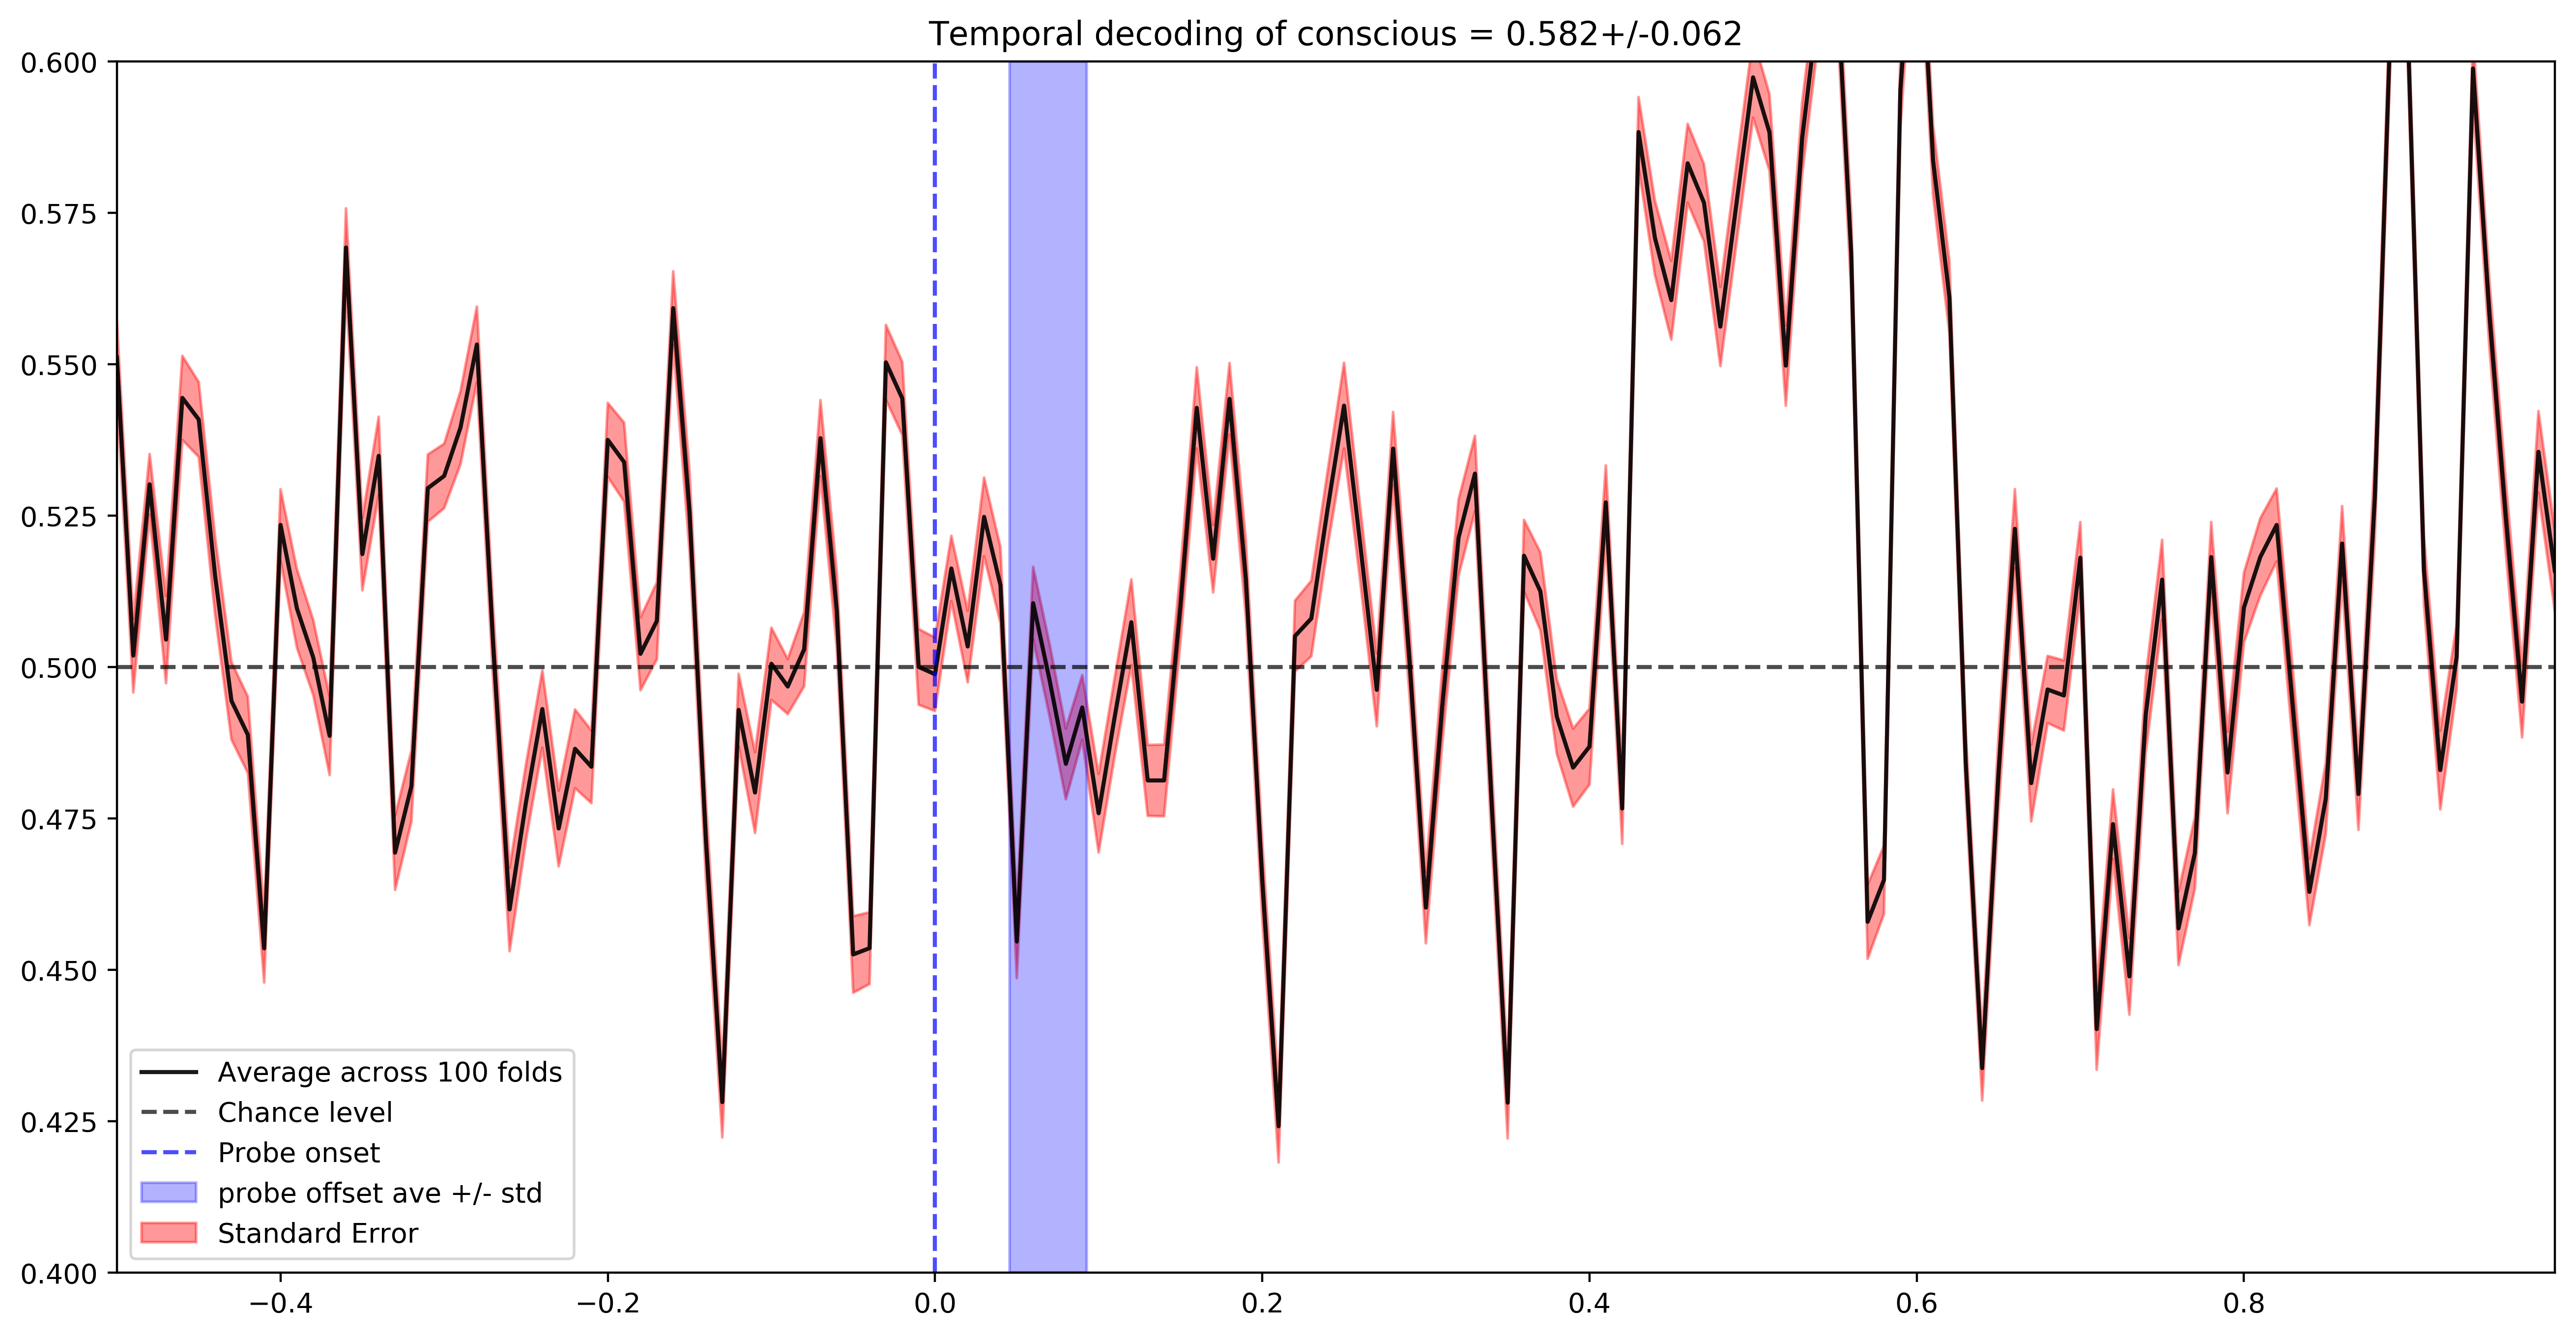 Temporal decoding of conscious = 0.582+/-0.062
0.600
0.575
0.550
0.525
0.500
0.475
0.450
0.425
0.400
Average across 100 folds
Chance level
Probe onset
probe offset ave +/- std
Standard Error
−0.4
−0.2
0.0
0.2
0.4
0.6
0.8